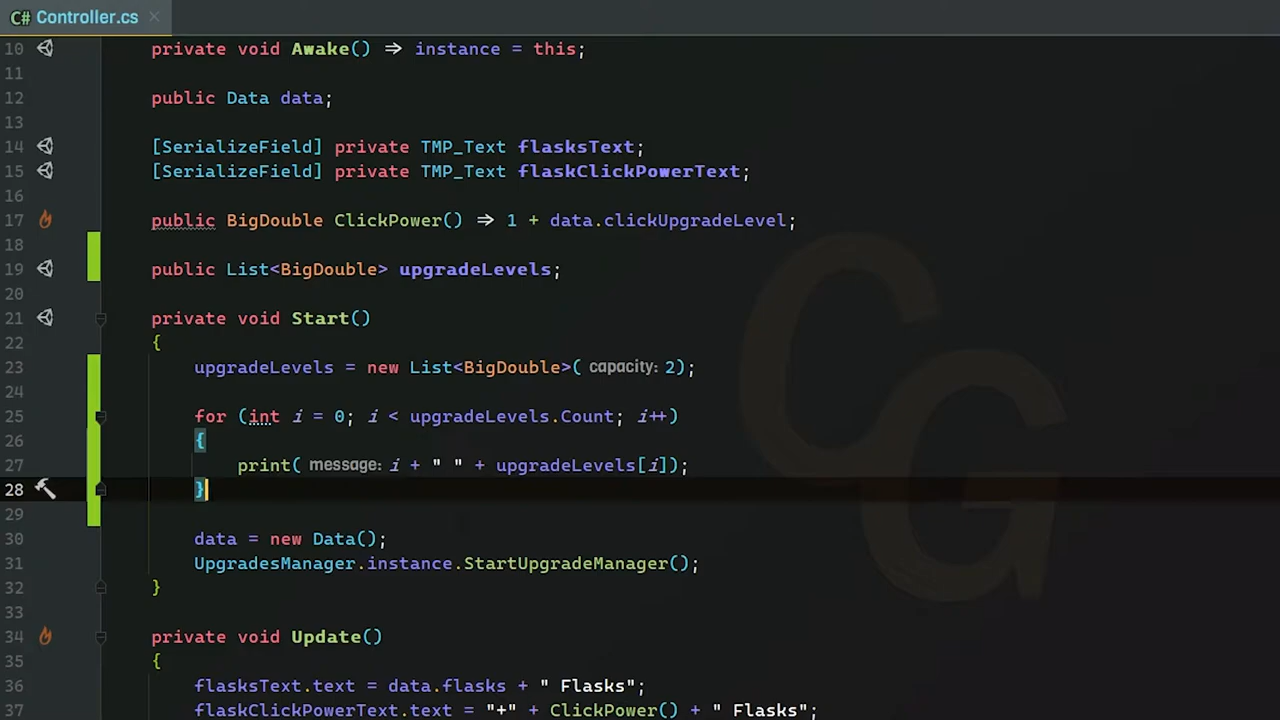 C# Controller.cs ×
10 private void Awake() => instance = this;
11
12 public Data data;
13
14 [SerializeField] private TMP_Text flasksText;
15 [SerializeField] private TMP_Text flaskClickPowerText;
16
17 public BigDouble ClickPower() => 1 + data.clickUpgradeLevel;
18
19 public List<BigDouble> upgradeLevels;
20
21 private void Start()
22 {
23 upgradeLevels = new List<BigDouble>( capacity: 2);
24
25 for (int i = 0; i < upgradeLevels.Count; i++)
26 {
27 print( message: i + " " + upgradeLevels[i]);
28 }
29
30 data = new Data();
31 UpgradesManager.instance.StartUpgradeManager();
32 }
33
34 private void Update()
35 {
36 flasksText.text = data.flasks + " Flasks";
37 flaskClickPowerText.text = "+" + ClickPower() + " Flasks";
CG